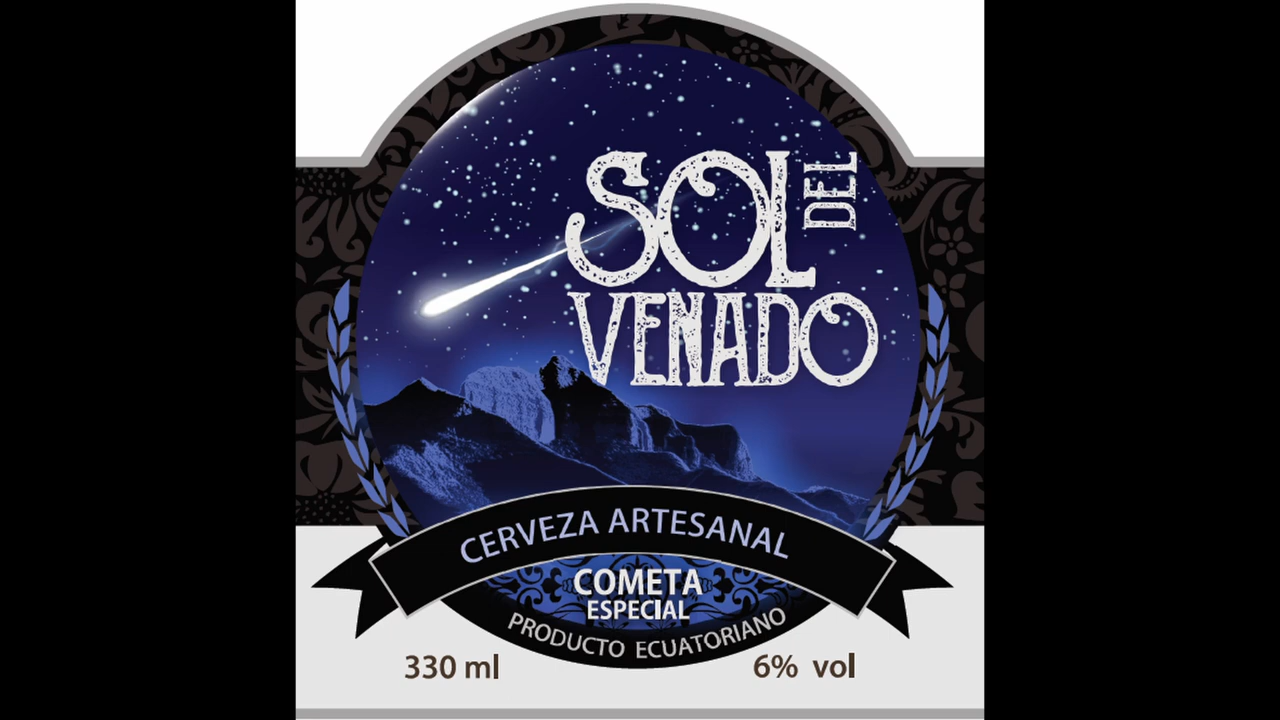 SOL DEL
VENADO
CERVEZA ARTESANAL
COMETA
ESPECIAL
PRODUCTO ECUATORIANO
330 ml
6% vol